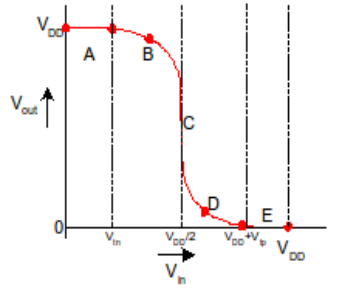 V_DD
A
B
V_out
C
D
E
0
V_tn
V_DD/2
V_DD+V_tp
V_DD
V_in